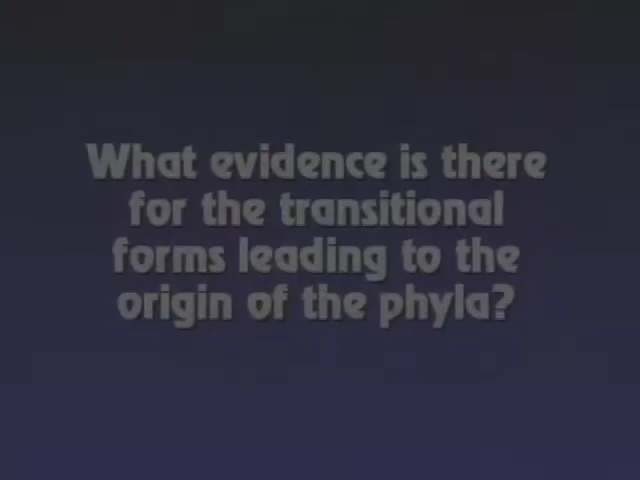 What evidence is there
for the transitional
forms leading to the
origin of the phyla?